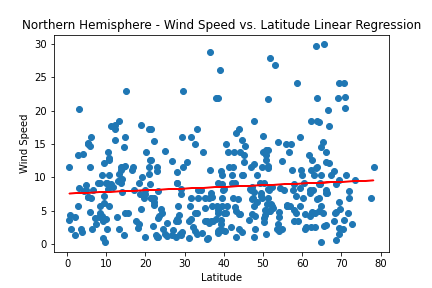 Northern Hemisphere - Wind Speed vs. Latitude Linear Regression
30
25
20
15
10
5
0
Wind Speed
0 10 20 30 40 50 60 70 80
Latitude